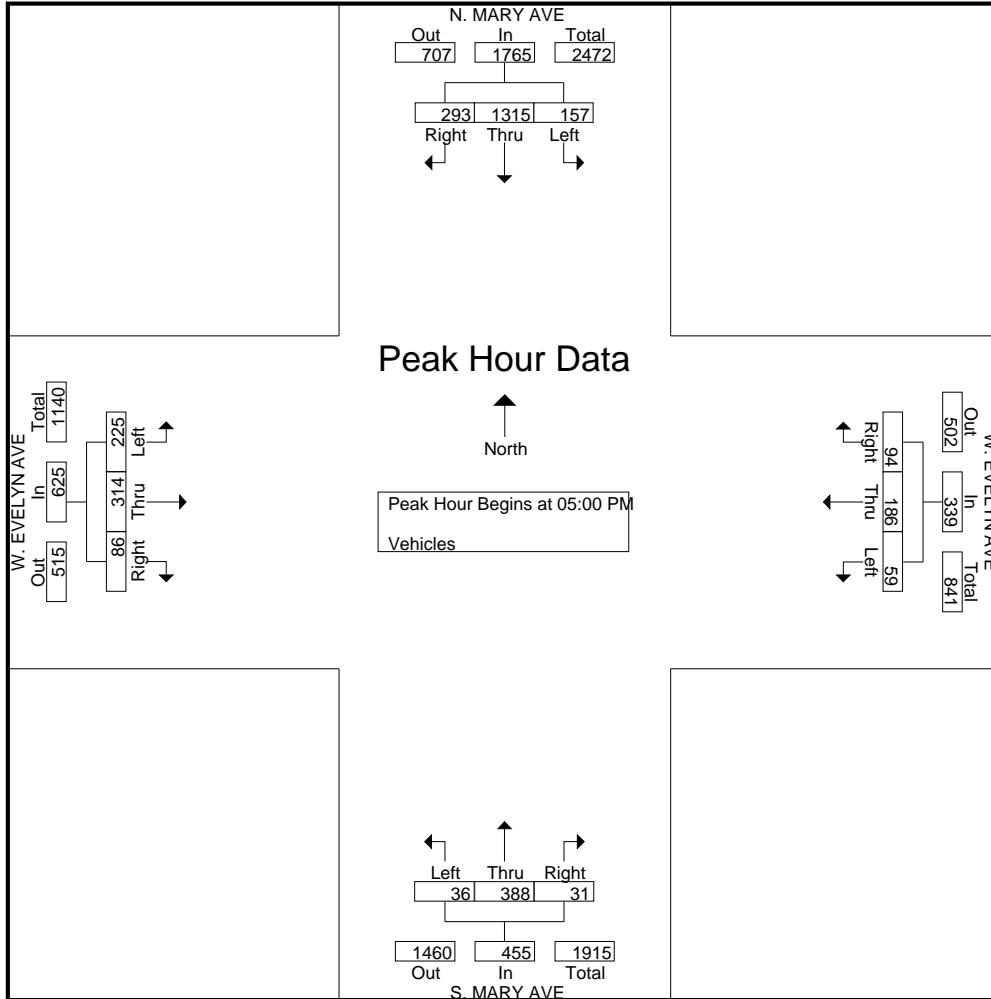 N. MARY AVE
Out In Total
707 1765 2472
293 1315 157
Right Thru Left
Peak Hour Data
North
Peak Hour Begins at 05:00 PM
Vehicles
W. EVELYN AVE
Out In Total
515 625 1140
Right Thru Left
86 314 225
W. EVELYN AVE
Out In Total
502 339 841
Right Thru Left
94 186 59
Left Thru Right
36 388 31
1460 455 1915
Out In Total
S. MARY AVE